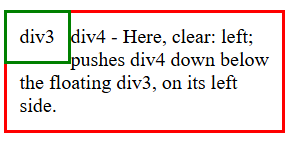 div3 div4 - Here, clear: left;
pushes div4 down below
the floating div3, on its left
side.